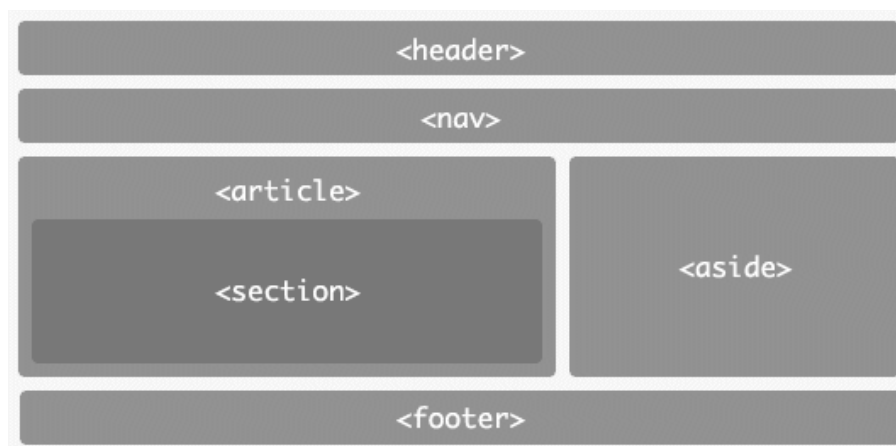 <header>
<nav>
<article>
<section>
<aside>
<footer>